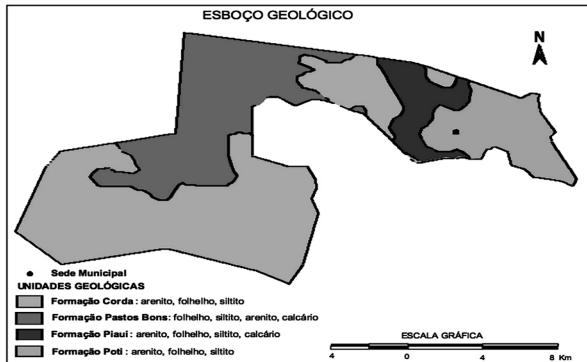 ESBOÇO GEOLÓGICO
N
Sede Municipal
UNIDADES GEOLÓGICAS
Formação Corda : arenito, folhelho, siltito
Formação Pastos Bons: folhelho, siltito, arenito, calcário
Formação Piauí: arenito, folhelho, siltito, calcário
Formação Poti : arenito, folhelho, siltito
ESCALA GRÁFICA
4 0 4 8 Km